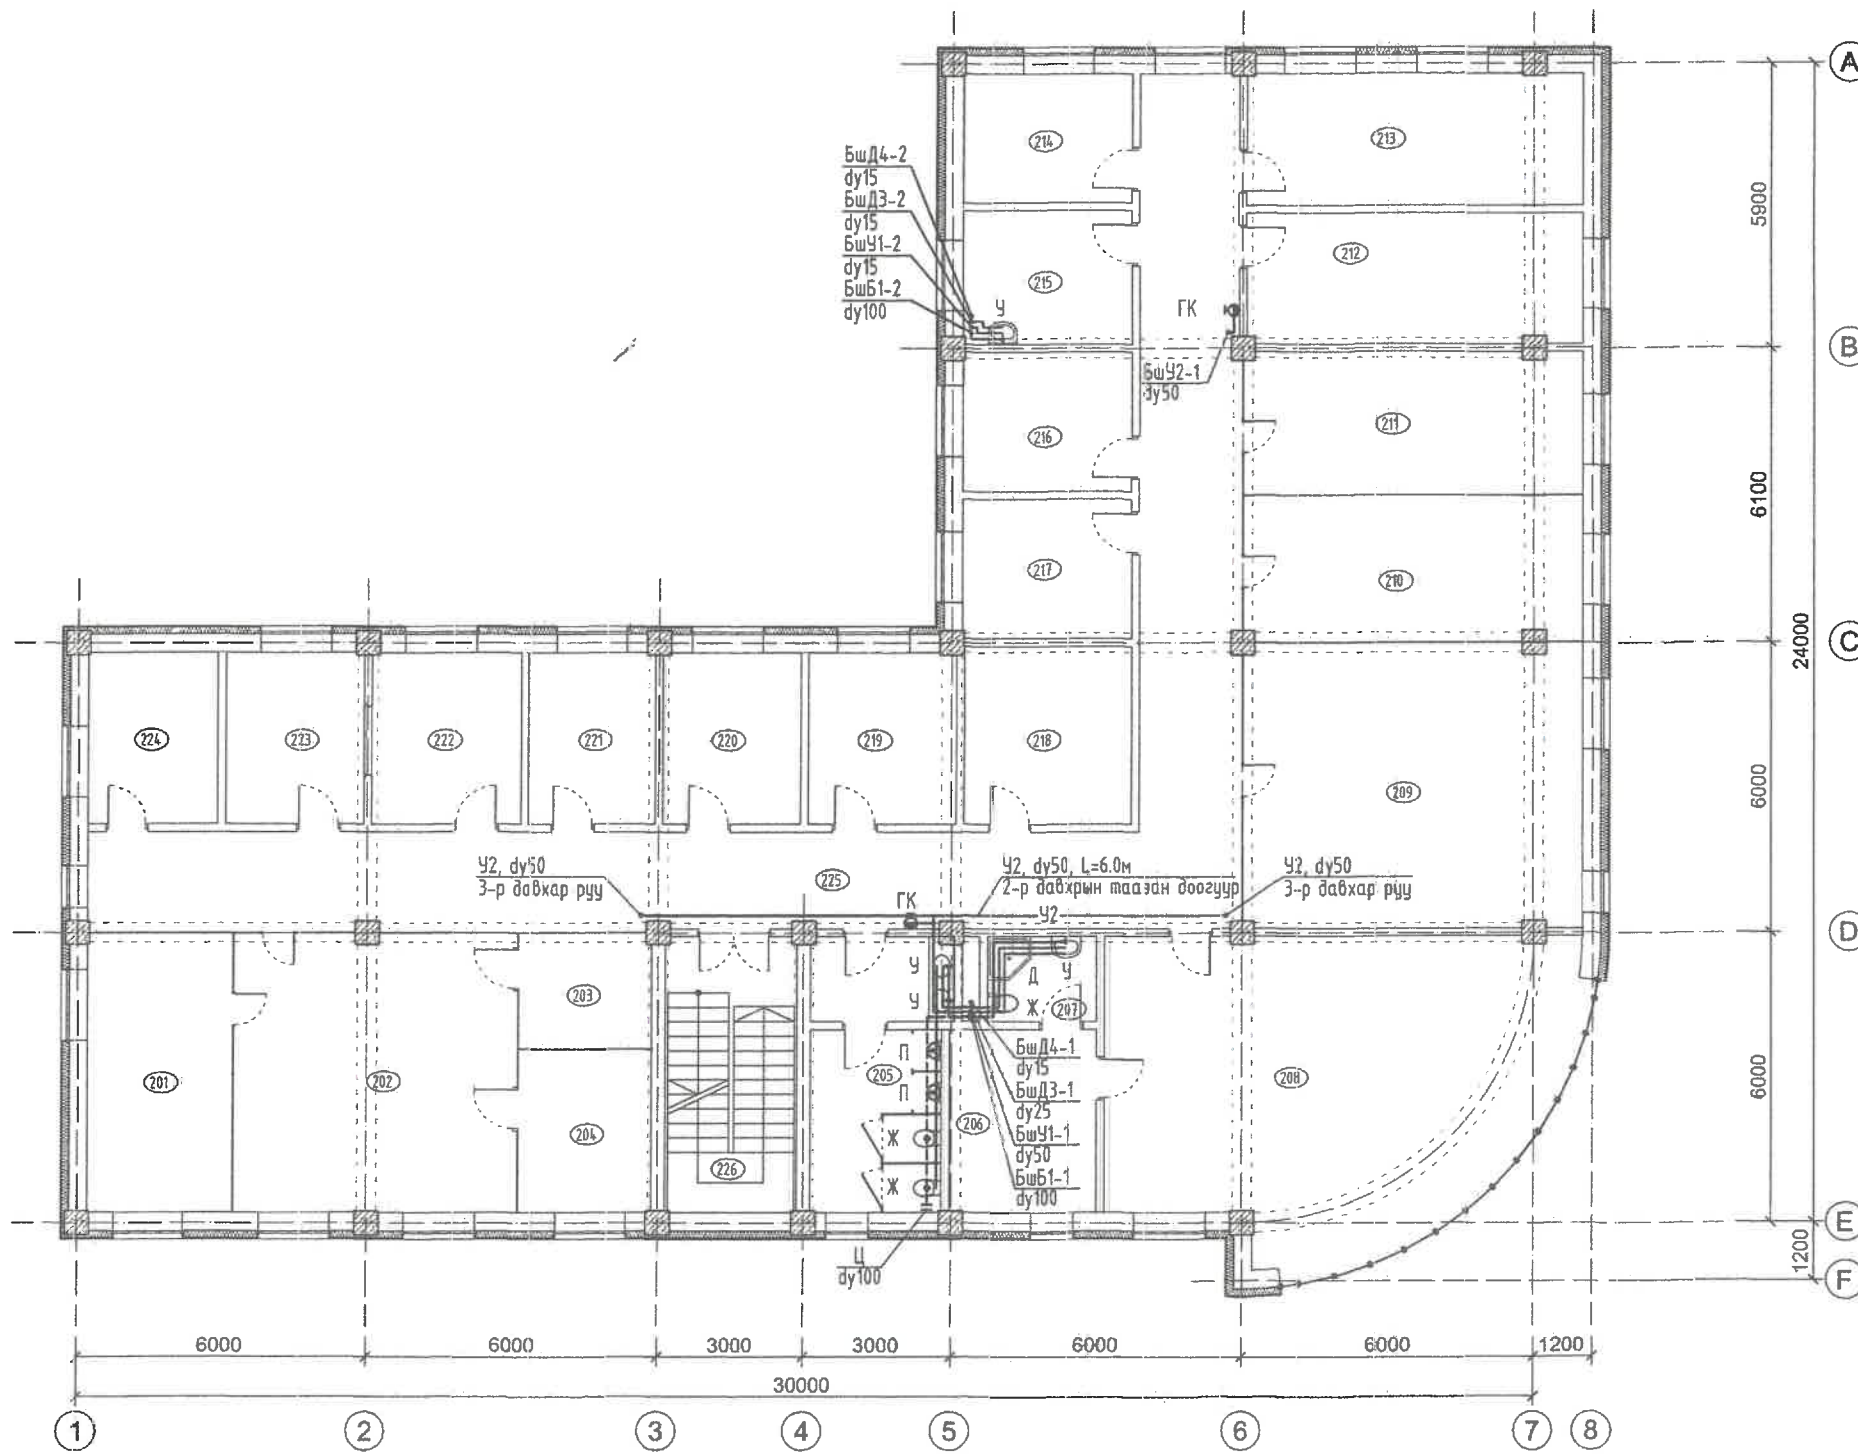 A
214
213
БшД4-2
dy15
БшД3-2
dy15
БшУ1-2
dy15
БшБ1-2
dy100
5900
212
215
У
ГК
B
БшУ2-1
dy50
216
211
6100
24000
217
210
C
224
223
222
221
220
219
218
209
6000
У2, dy50
3-р давхар руу
225
ГК
У2, dy50, L=6.0м
2-р давхрын таазан доогуур
У2
У2, dy50
3-р давхар руу
D
У
У
Д
У
Ж
207
203
201
202
204
205
П
П
Ж
Ж
206
208
226
БшД4-1
dy15
БшД3-1
dy25
БшУ1-1
dy50
БшБ1-1
dy100
6000
Ц
dy100
E
1200
F
6000
6000
3000
3000
6000
6000
1200
30000
1
2
3
4
5
6
7
8